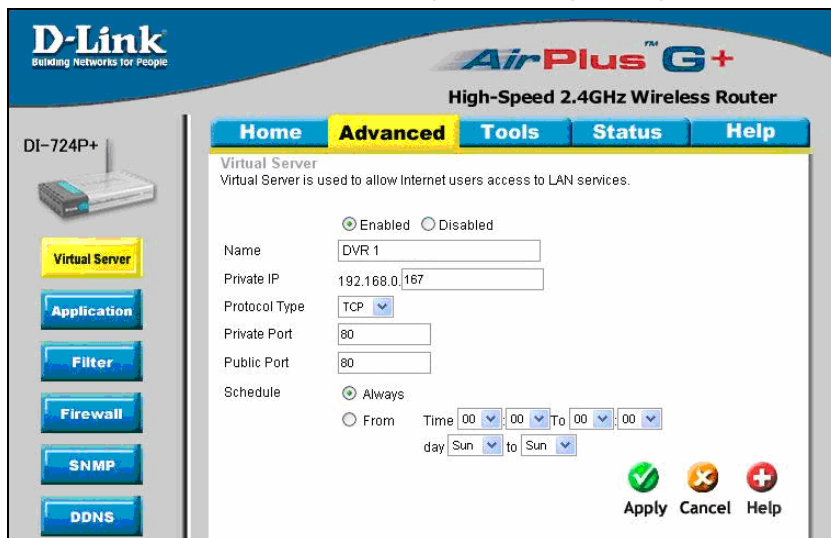 D-Link
Building Networks for People
AirPlus™ G+
High-Speed 2.4GHz Wireless Router
DI-724P+
Home Advanced Tools Status Help
Virtual Server
Virtual Server is used to allow Internet users access to LAN services.
Enabled Disabled
Name DVR 1
Private IP 192.168.0. 167
Protocol Type TCP
Private Port 80
Public Port 80
Schedule Always
From Time 00 : 00 To 00 : 00
day Sun to Sun
Apply Cancel Help
Virtual Server
Application
Filter
Firewall
SNMP
DDNS